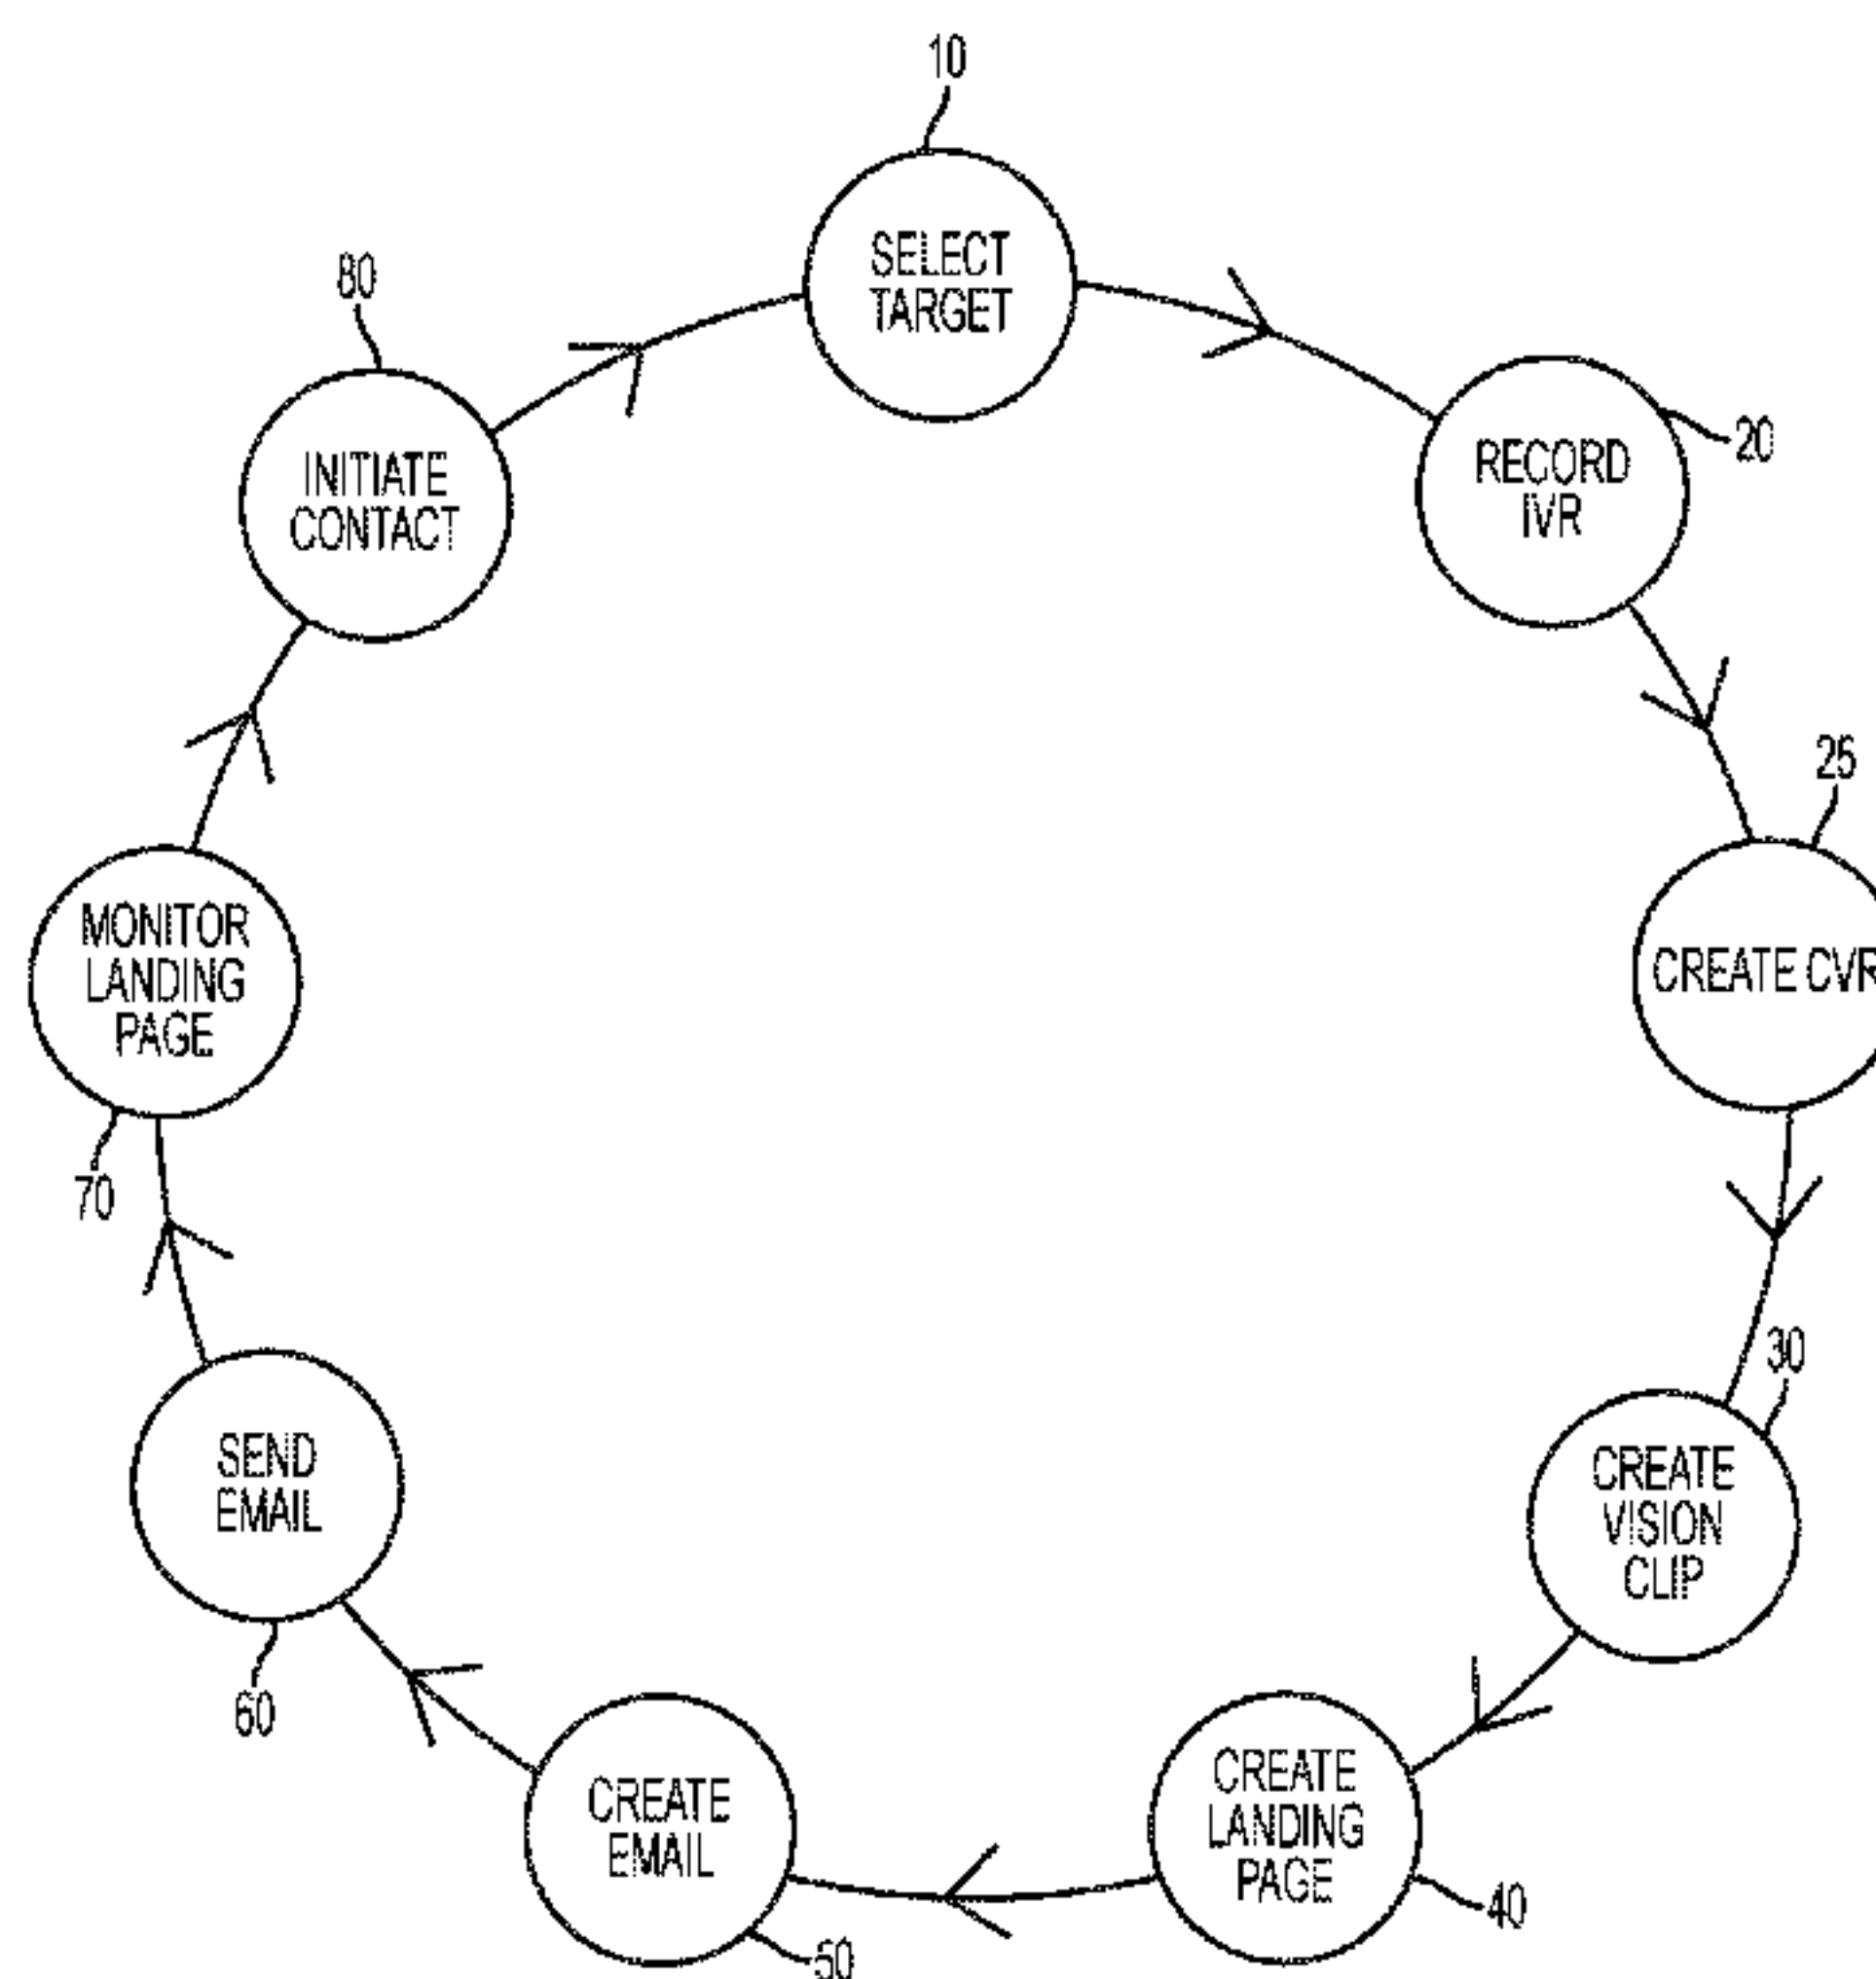 10
SELECT
TARGET
80
INITIATE
CONTACT
20
RECORD
IVR
25
CREATE CVR
MONITOR
LANDING
PAGE
70
30
CREATE
VISION
CLIP
SEND
EMAIL
60
CREATE
EMAIL
50
CREATE
LANDING
PAGE
40